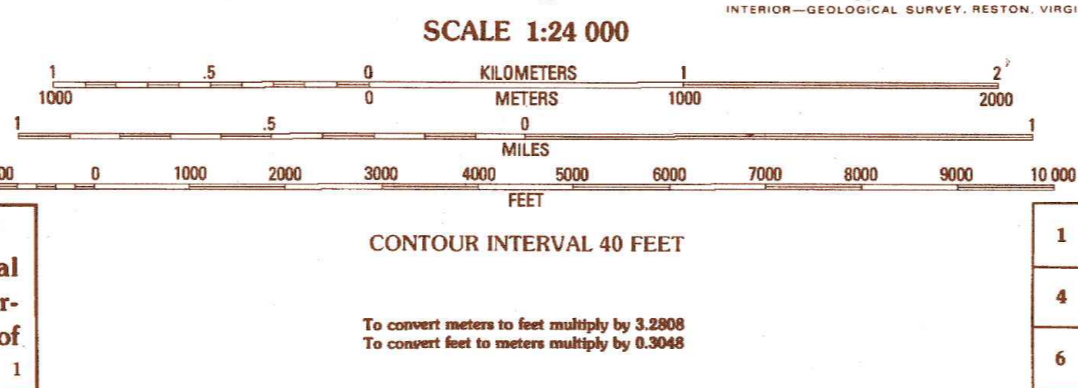 INTERIOR—GEOLOGICAL SURVEY, RESTON, VIRGI
SCALE 1:24 000
1 .5 0 KILOMETERS 1 2
1000 0 METERS 1000 2000
1 .5 0 1
MILES
00 0 1000 2000 3000 4000 5000 6000 7000 8000 9000 10 000
FEET
CONTOUR INTERVAL 40 FEET
To convert meters to feet multiply by 3.2808
To convert feet to meters multiply by 0.3048
al
r-
of
1
1
4
6